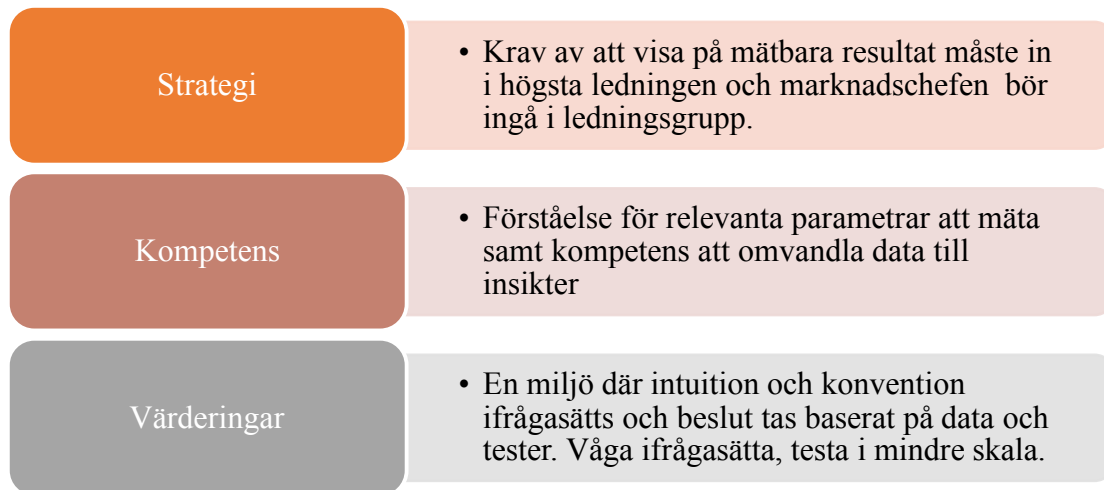 Strategi
• Krav av att visa på mätbara resultat måste in
i högsta ledningen och marknadschefen  bör
ingå i ledningsgrupp.
Kompetens
• Förståelse för relevanta parametrar att mäta
samt kompetens att omvandla data till
insikter
Värderingar
• En miljö där intuition och konvention
ifrågasätts och beslut tas baserat på data och
tester. Våga ifrågasätta, testa i mindre skala.